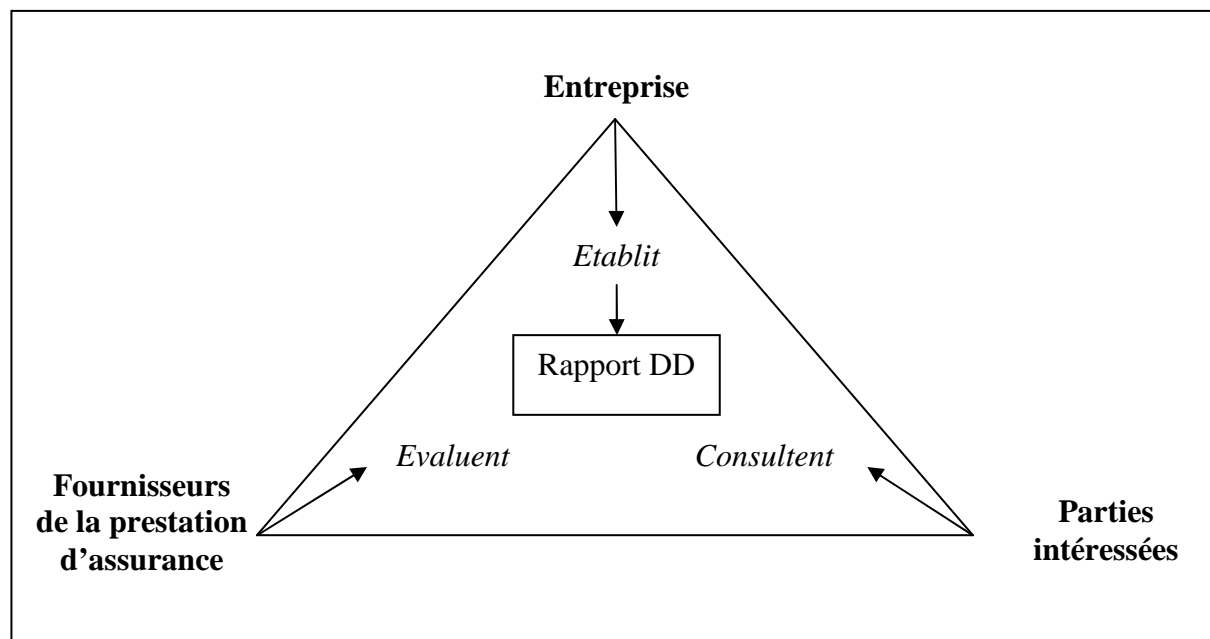 Entreprise
Etablit
Rapport DD
Evaluent
Consultent
Fournisseurs
de la prestation
d’assurance
Parties
intéressées